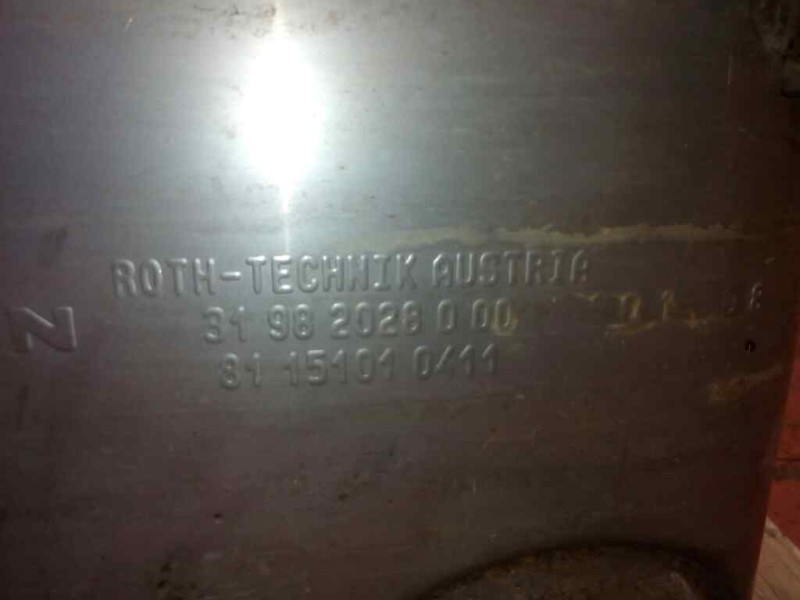 ROTH-TECHNIK AUSTRIA
31 98 2028 0 00
81 15101 0411
N